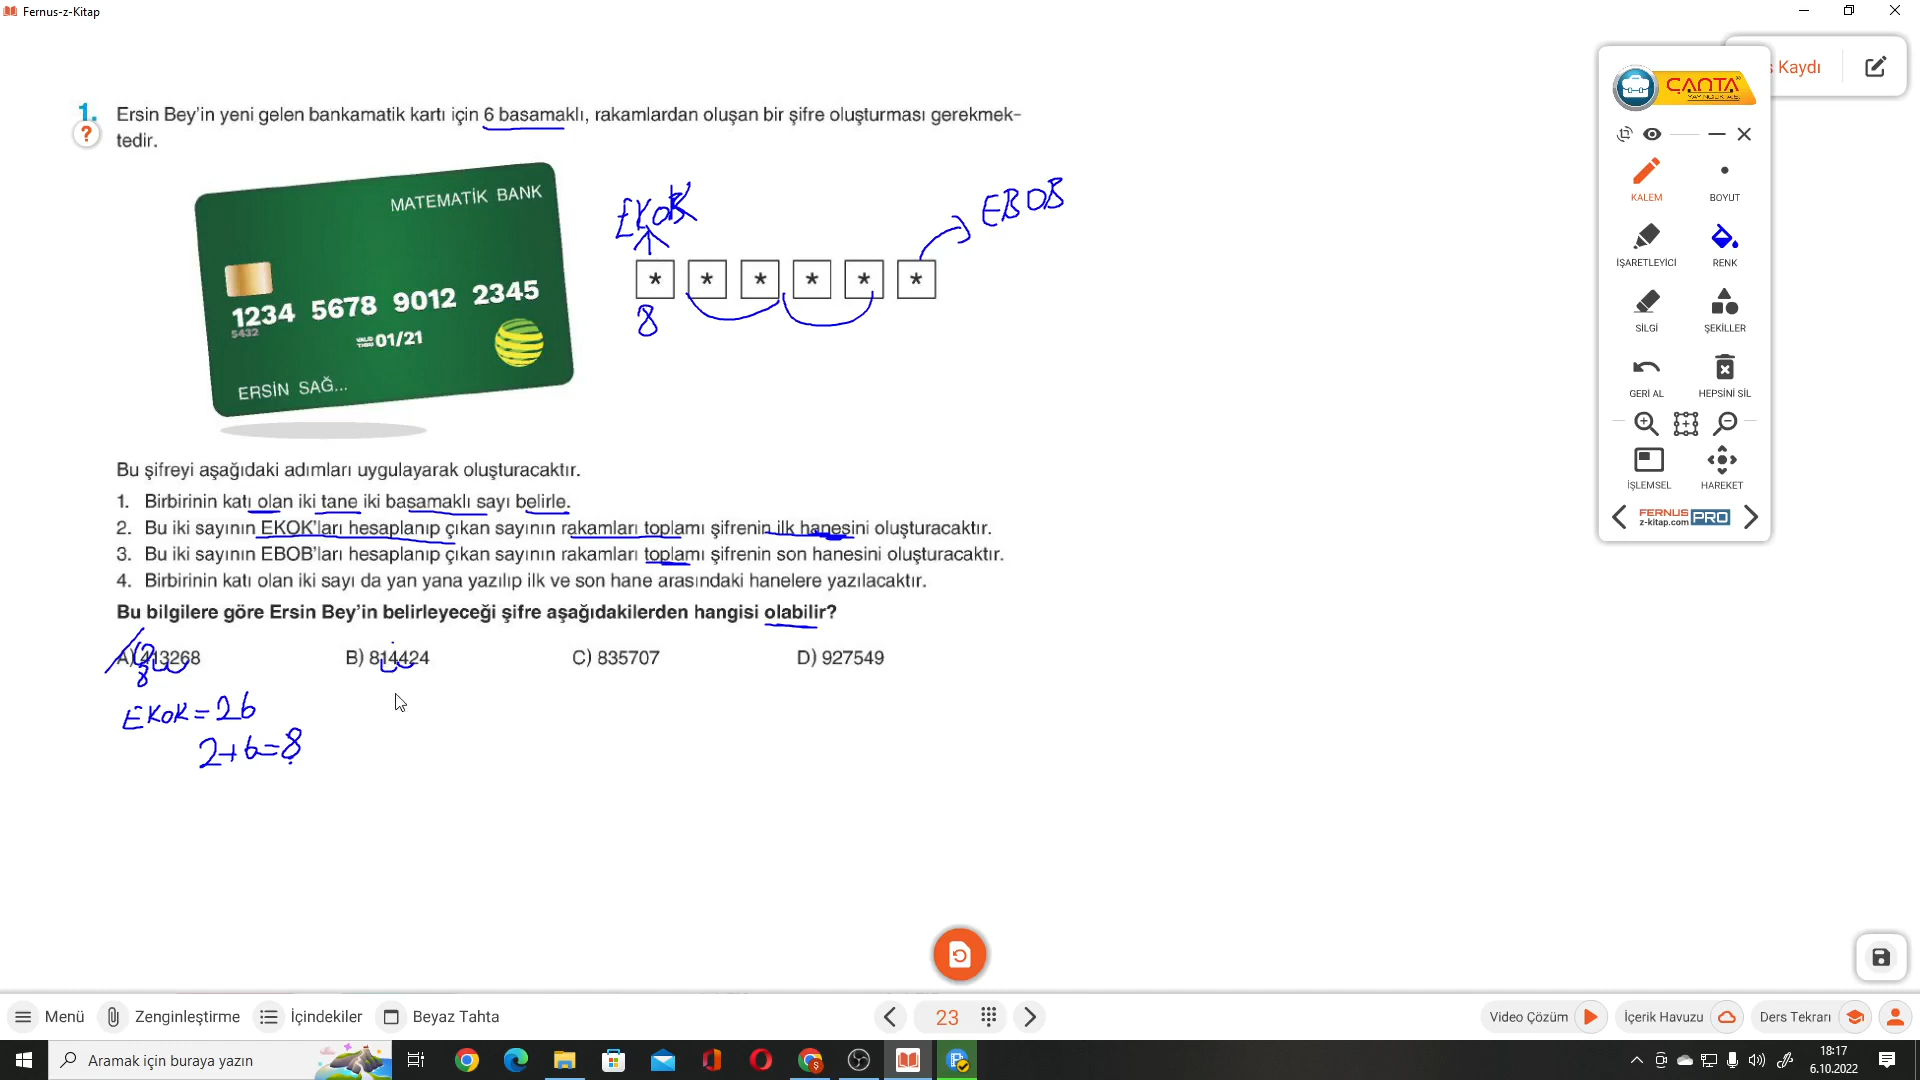 Fernus-z-Kitap
s Kaydı
ÇANTA
YAYINCILIK A.Ş.
1. Ersin Bey'in yeni gelen bankamatik kartı için 6 basamaklı, rakamlardan oluşan bir şifre oluşturması gerekmek-
? tedir.
MATEMATİK BANK
1234 5678 9012 2345
5432
VALID THRU 01/21
ERSİN SAĞ...
EKOK
EBOB
* * * * * *
8
Bu şifreyi aşağıdaki adımları uygulayarak oluşturacaktır.
1. Birbirinin katı olan iki tane iki basamaklı sayı belirle.
2. Bu iki sayının EKOK'ları hesaplanıp çıkan sayının rakamları toplamı şifrenin ilk hanesini oluşturacaktır.
3. Bu iki sayının EBOB'ları hesaplanıp çıkan sayının rakamları toplamı şifrenin son hanesini oluşturacaktır.
4. Birbirinin katı olan iki sayı da yan yana yazılıp ilk ve son hane arasındaki hanelere yazılacaktır.
Bu bilgilere göre Ersin Bey'in belirleyeceği şifre aşağıdakilerden hangisi olabilir?
A) 413268 B) 814424 C) 835707 D) 927549
8
EKOK = 26
2+6=8
KALEM BOYUT
İŞARETLEYİCİ RENK
SİLGİ ŞEKİLLER
GERİ AL HEPSİNİ SİL
İŞLEMSEL HAREKET
FERNUS
z-kitap.com PRO
Menü Zenginleştirme İçindekiler Beyaz Tahta 23 Video Çözüm İçerik Havuzu Ders Tekrarı
Aramak için buraya yazın
18:17
6.10.2022